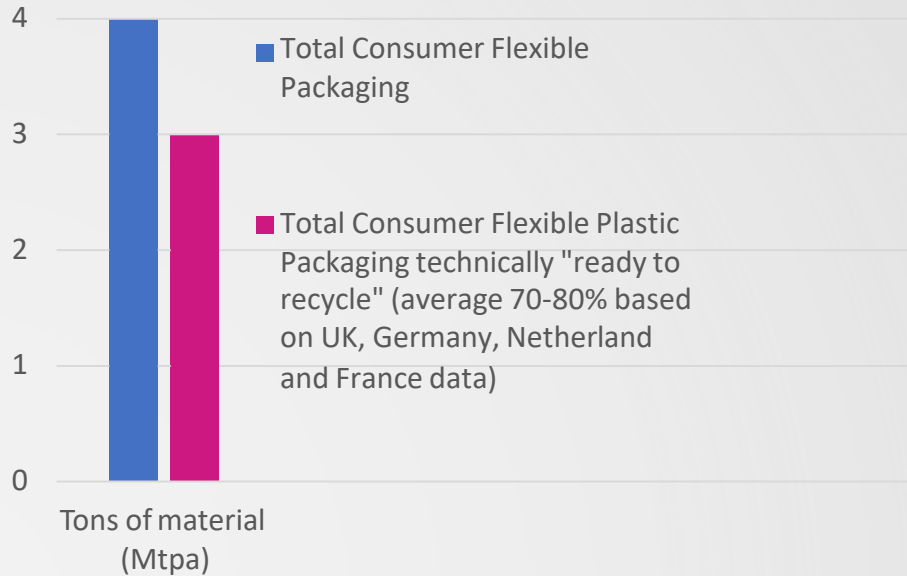 4
3
2
1
0
Total Consumer Flexible
Packaging
Total Consumer Flexible Plastic
Packaging technically "ready to
recycle" (average 70-80% based
on UK, Germany, Netherland
and France data)
Tons of material
(Mtpa)